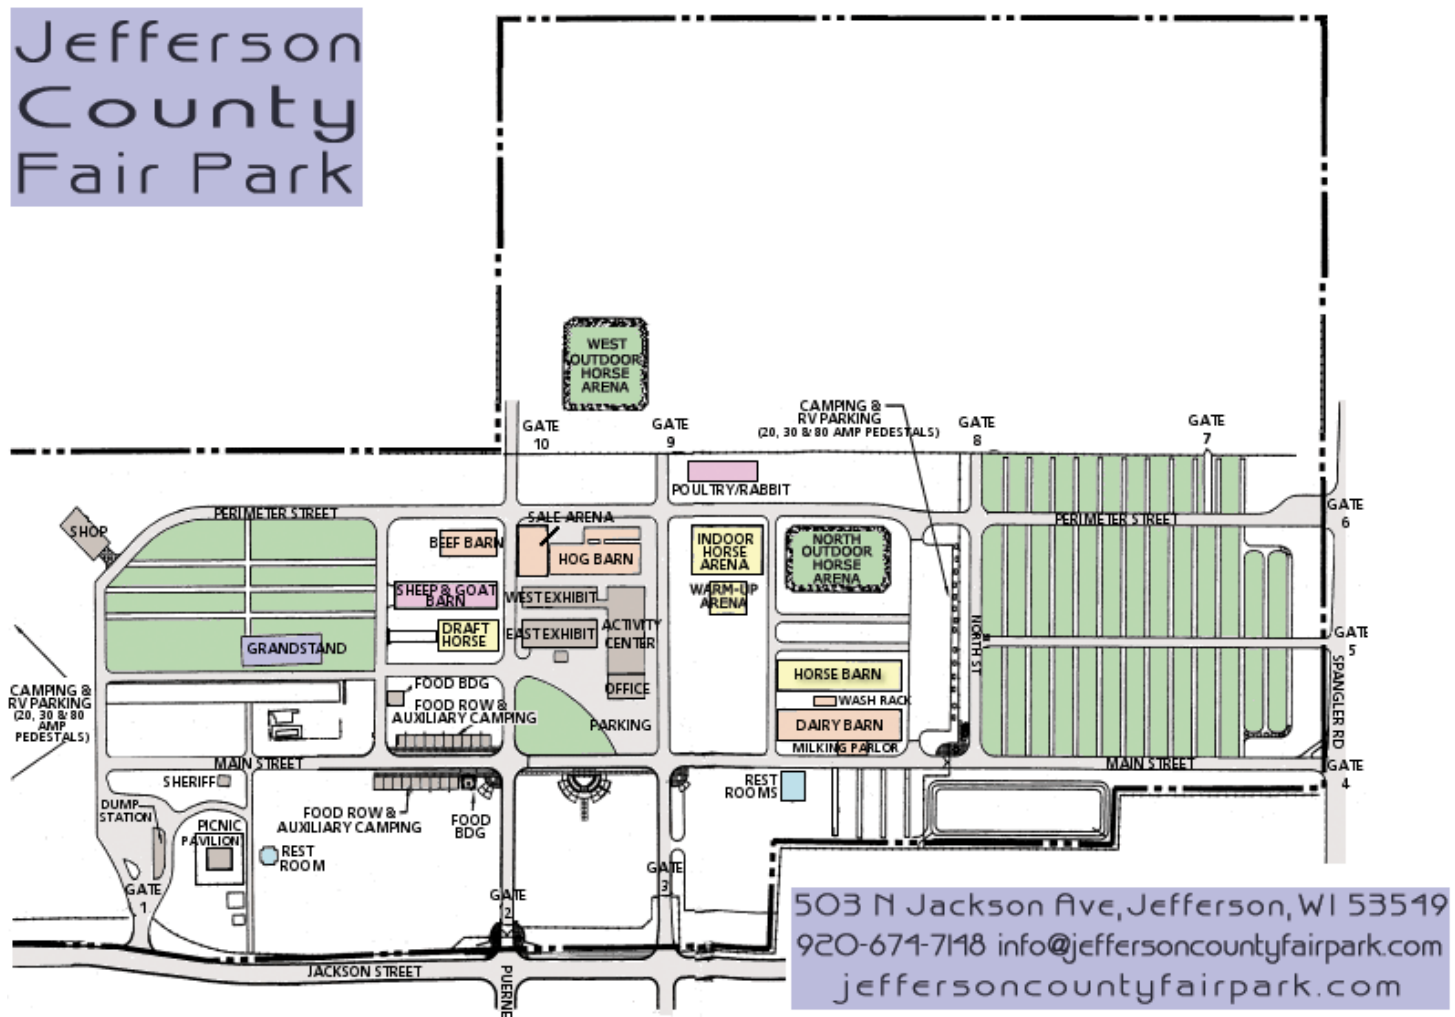 Jefferson
County
Fair Park
WEST
OUTDOOR
HORSE
ARENA
CAMPING &
RV PARKING
(20, 30 & 80 AMP PEDESTALS)
GATE
10
GATE
9
GATE
8
GATE
7
POULTRY/RABBIT
GATE
6
PERIMETER STREET
SALE ARENA
PERIMETER STREET
SHOP
BEEF BARN
HOG BARN
INDOOR
HORSE
ARENA
NORTH
OUTDOOR
HORSE
ARENA
SHEEP & GOAT
BARN
WEST EXHIBIT
WARM-UP
ARENA
DRAFT
HORSE
EAST EXHIBIT
ACTIVITY
CENTER
NORTH ST
GATE
5
GRANDSTAND
HORSE BARN
SPANGLER RD
CAMPING &
RV PARKING
(20, 30 & 80
AMP
PEDESTALS)
FOOD BDG
OFFICE
FOOD ROW &
AUXILIARY CAMPING
WASH RACK
PARKING
DAIRY BARN
MILKING PARLOR
MAIN STREET
MAIN STREET
GATE
4
SHERIFF
REST
ROOMS
DUMP
STATION
FOOD ROW &
AUXILIARY CAMPING
FOOD
BDG
PICNIC
PAVILION
REST
ROOM
GATE
1
GATE
2
GATE
3
JACKSON STREET
PUERNE
503 N Jackson Ave, Jefferson, WI 53549
920-674-7148 info@jeffersoncountyfairpark.com
jeffersoncountyfairpark.com